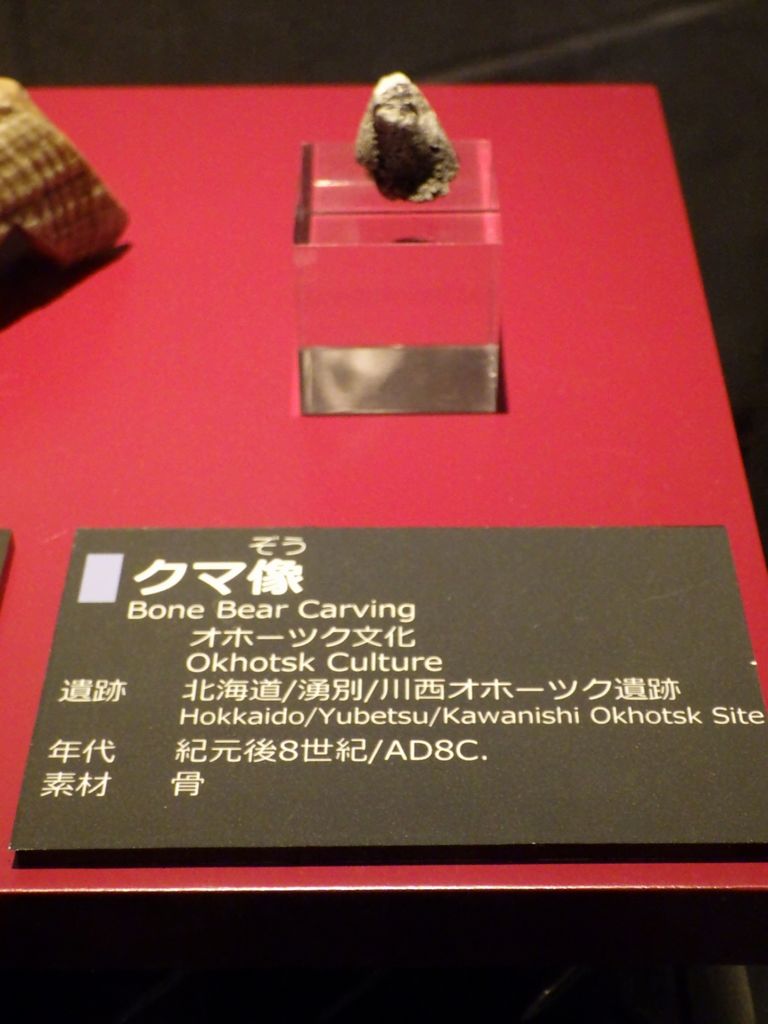 ぞう
クマ像
Bone Bear Carving
オホーツク文化
Okhotsk Culture
遺跡 北海道/湧別/川西オホーツク遺跡
Hokkaido/Yubetsu/Kawanishi Okhotsk Site
年代 紀元後8世紀/AD8C.
素材 骨